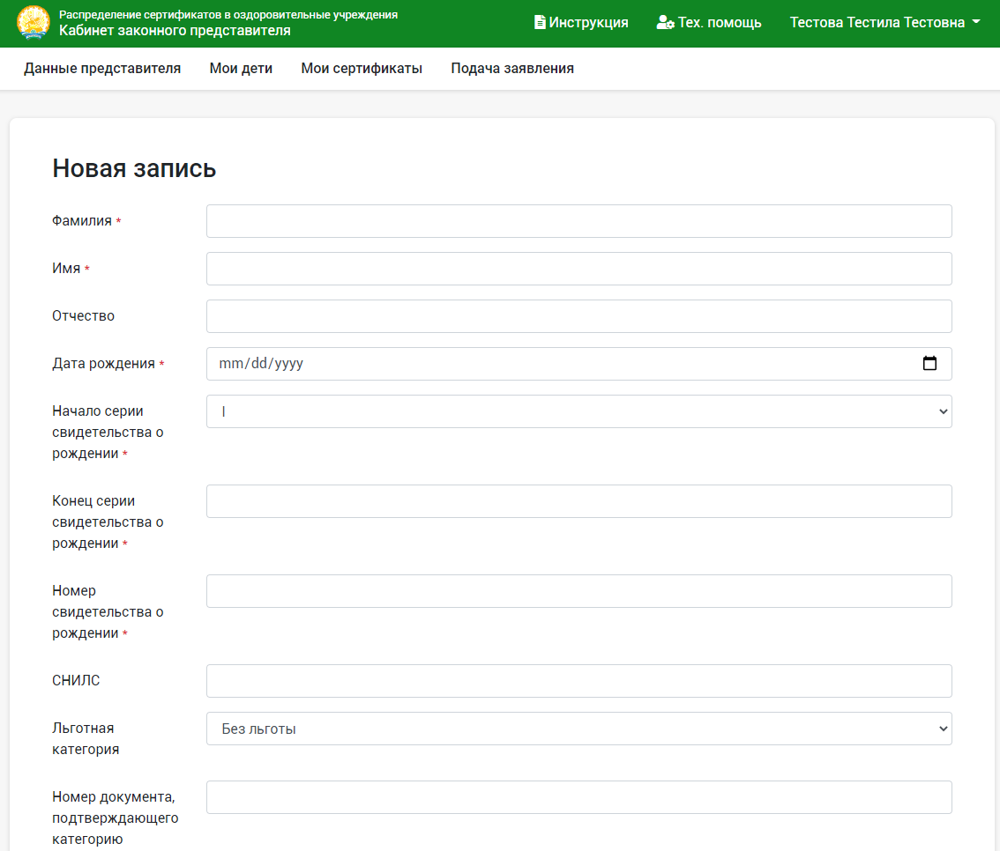 Распределение сертификатов в оздоровительные учреждения
Кабинет законного представителя
Инструкция
Тех. помощь
Тестова Тестила Тестовна
Данные представителя
Мои дети
Мои сертификаты
Подача заявления
Новая запись
Фамилия *
Имя *
Отчество
Дата рождения *
mm/dd/yyyy
Начало серии
свидетельства о
рождении *
I
Конец серии
свидетельства о
рождении *
Номер
свидетельства о
рождении *
СНИЛС
Льготная
категория
Без льготы
Номер документа,
подтверждающего
категорию